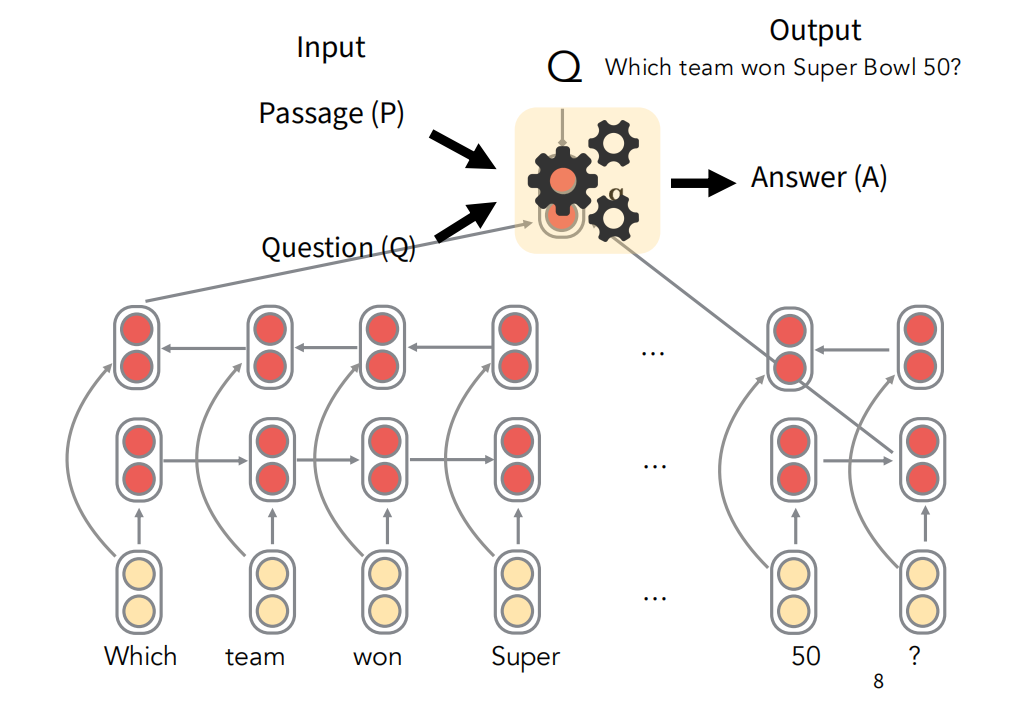 Input
Output
Q Which team won Super Bowl 50?
Passage (P)
Answer (A)
Question (Q)
...
...
...
Which team won Super 50 ?
8